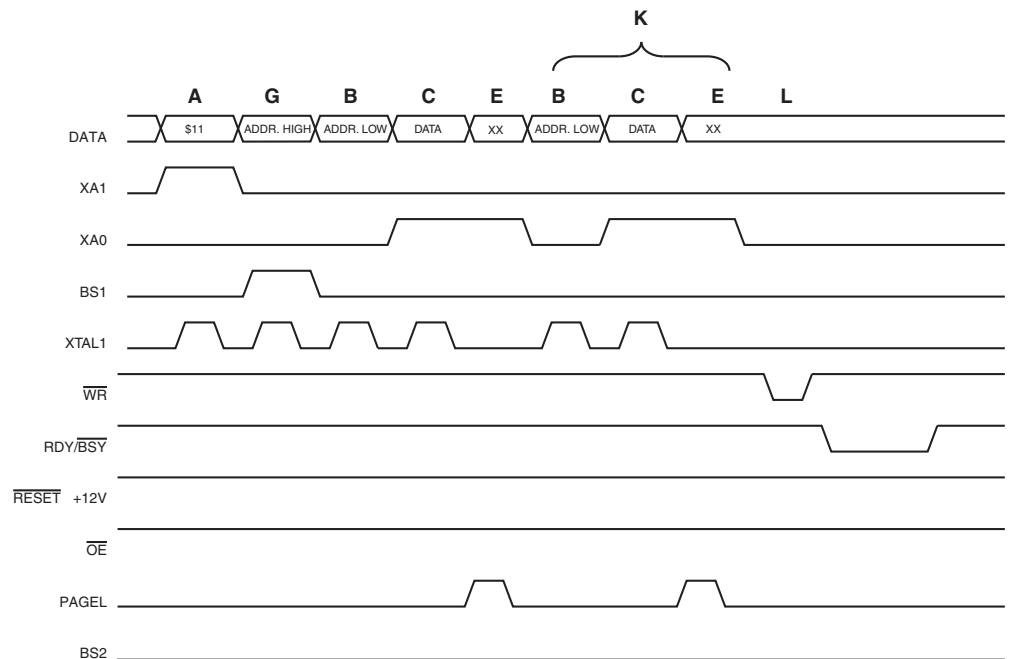 K
A G B C E B C E L
DATA $11 ADDR. HIGH ADDR. LOW DATA XX ADDR. LOW DATA XX
XA1
XA0
BS1
XTAL1
WR
RDY/BSY
RESET +12V
OE
PAGEL
BS2